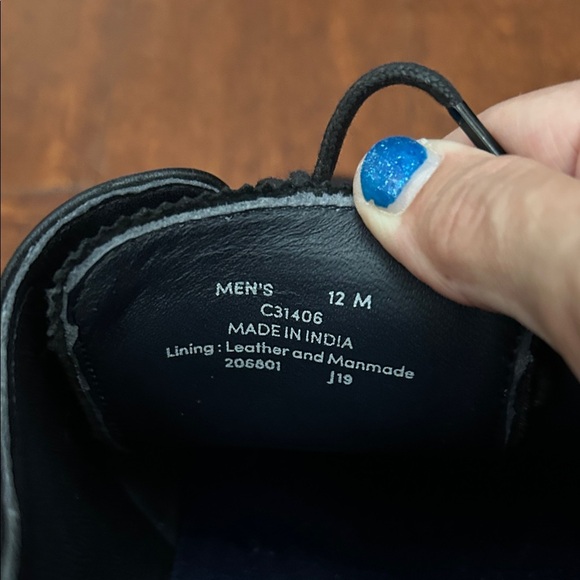 MEN'S 12 M
C31406
MADE IN INDIA
Lining : Leather and Manmade
206801 J19